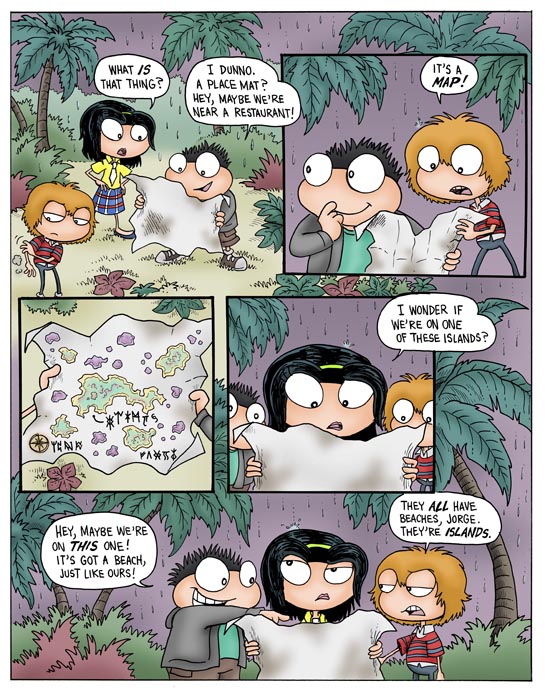 WHAT IS
THAT THING?
I DUNNO.
A PLACE MAT?
HEY, MAYBE WE'RE
NEAR A RESTAURANT!
IT'S A
MAP!
I WONDER IF
WE'RE ON ONE
OF THESE ISLANDS?
HEY, MAYBE WE'RE
ON THIS ONE!
IT'S GOT A BEACH,
JUST LIKE OURS!
THEY ALL HAVE
BEACHES, JORGE.
THEY'RE ISLANDS.